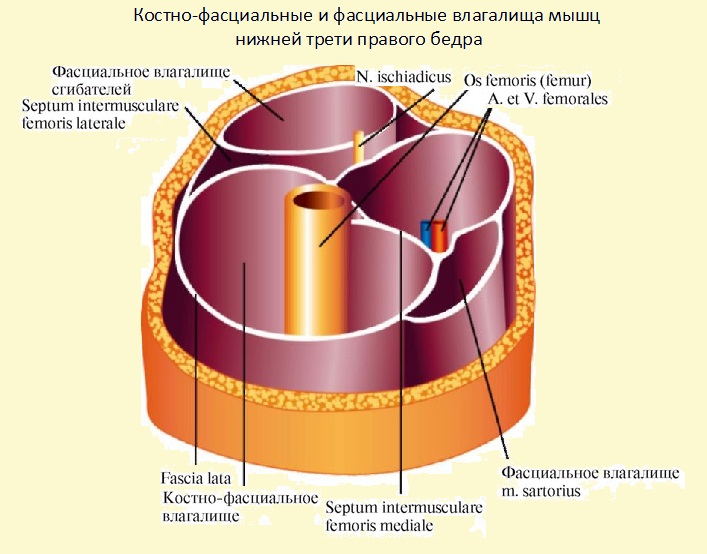 Костно-фасциальные и фасциальные влагалища мышц
нижней трети правого бедра
Фасциальное влагалище
сгибателей
Septum intermusculare
femoris laterale
N. ischiadicus
Os femoris (femur)
A. et V. femorales
Fascia lata
Костно-фасциальное
влагалище
Septum intermusculare
femoris mediale
Фасциальное влагалище
m. sartorius